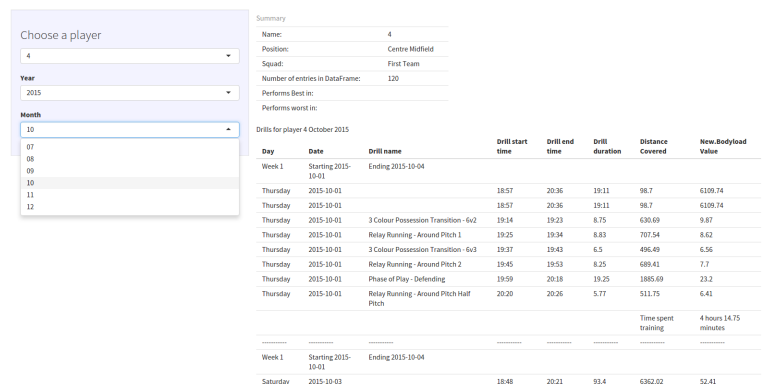 Choose a player
4
Year
2015
Month
10
07
08
09
10
11
12
Summary
Name: 4
Position: Centre Midfield
Squad: First Team
Number of entries in DataFrame: 120
Performs Best in:
Performs worst in:
Drills for player 4 October 2015
Day Date Drill name Drill start time Drill end time Drill duration Distance Covered New.Bodyload Value
Week 1 Starting 2015-10-01 Ending 2015-10-04
Thursday 2015-10-01 18:57 20:36 19:11 98.7 6109.74
Thursday 2015-10-01 18:57 20:36 19:11 98.7 6109.74
Thursday 2015-10-01 3 Colour Possession Transition - 6v2 19:14 19:23 8.75 630.69 9.87
Thursday 2015-10-01 Relay Running - Around Pitch 1 19:25 19:34 8.83 707.54 8.62
Thursday 2015-10-01 3 Colour Possession Transition - 6v3 19:37 19:43 6.5 496.49 6.56
Thursday 2015-10-01 Relay Running - Around Pitch 2 19:45 19:53 8.25 689.41 7.7
Thursday 2015-10-01 Phase of Play - Defending 19:59 20:18 19.25 1885.69 23.2
Thursday 2015-10-01 Relay Running - Around Pitch Half Pitch 20:20 20:26 5.77 511.75 6.41
Time spent training 4 hours 14.75 minutes
----------- ----------- ----------- ----------- ----------- ----------- ----------- -----------
Week 1 Starting 2015-10-01 Ending 2015-10-04
Saturday 2015-10-03 18:48 20:21 93.4 6362.02 52.41